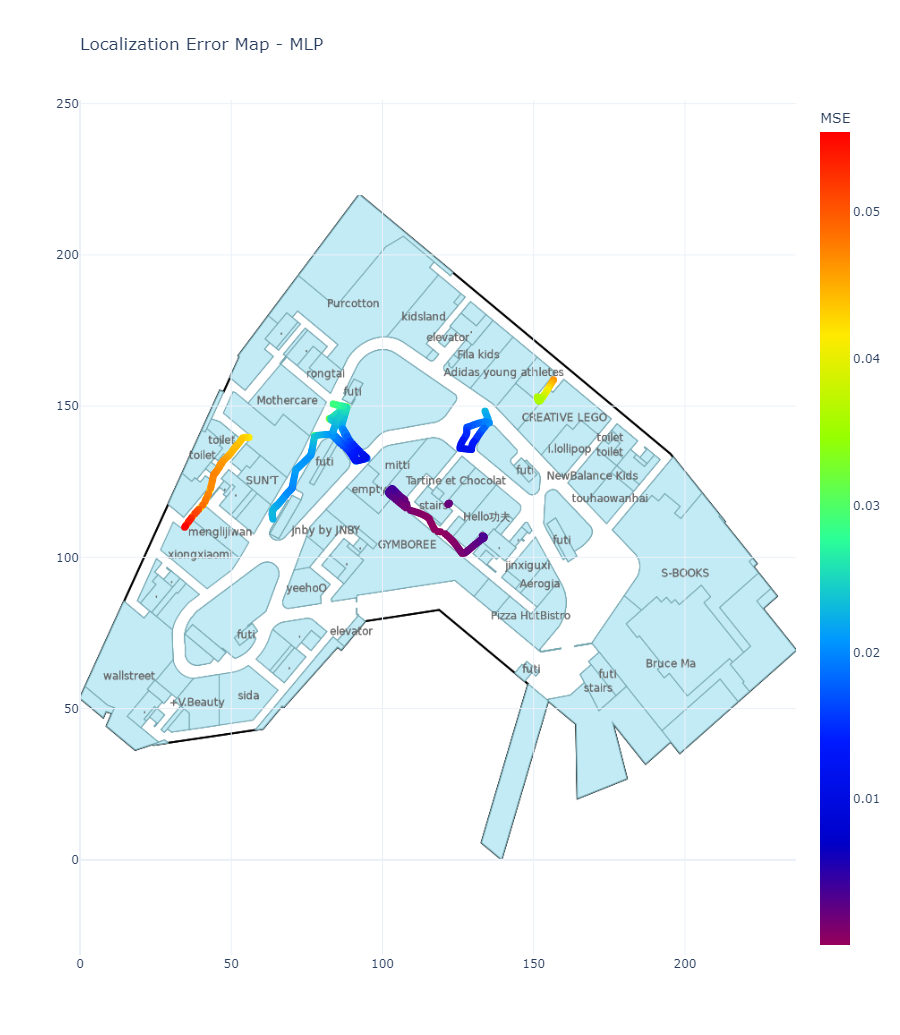 Localization Error Map - MLP
MSE
250
200
150
100
50
0
0
50
100
150
200
0.05
0.04
0.03
0.02
0.01
Purcotton
kidsland
elevator
Fila kids
Adidas young athletes
rongtai
futi
Mothercare
CREATIVE LEGO
toilet
toilet
l.lollopop
toilet
toilet
futi
mitti
SUN'T
Tartine et Chocolat
futi
NewBalance Kids
empty
touhaowanhai
stairs
Hello功夫
menglijiwan
jnby by JNBY
GYMBOREE
futi
xiongxiaomi
jinxiguxi
S-BOOKS
Aerogia
yeehoO
Pizza HutBistro
futi
elevator
Bruce Ma
wallstreet
futi
futi
stairs
+V.Beauty
sida